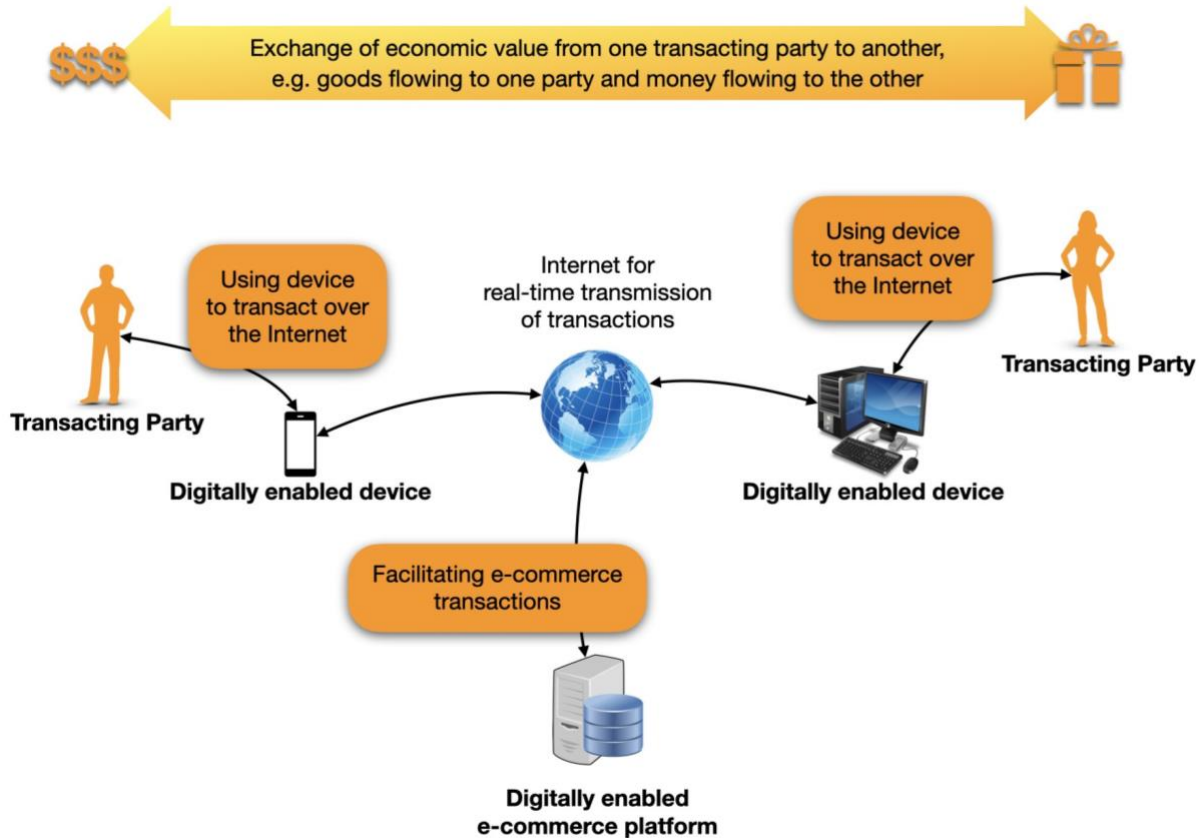 $$$
Exchange of economic value from one transacting party to another,
e.g. goods flowing to one party and money flowing to the other
Using device
to transact over
the Internet
Transacting Party
Digitally enabled device
Internet for
real-time transmission
of transactions
Using device
to transact over
the Internet
Transacting Party
Digitally enabled device
Facilitating e-commerce
transactions
Digitally enabled
e-commerce platform